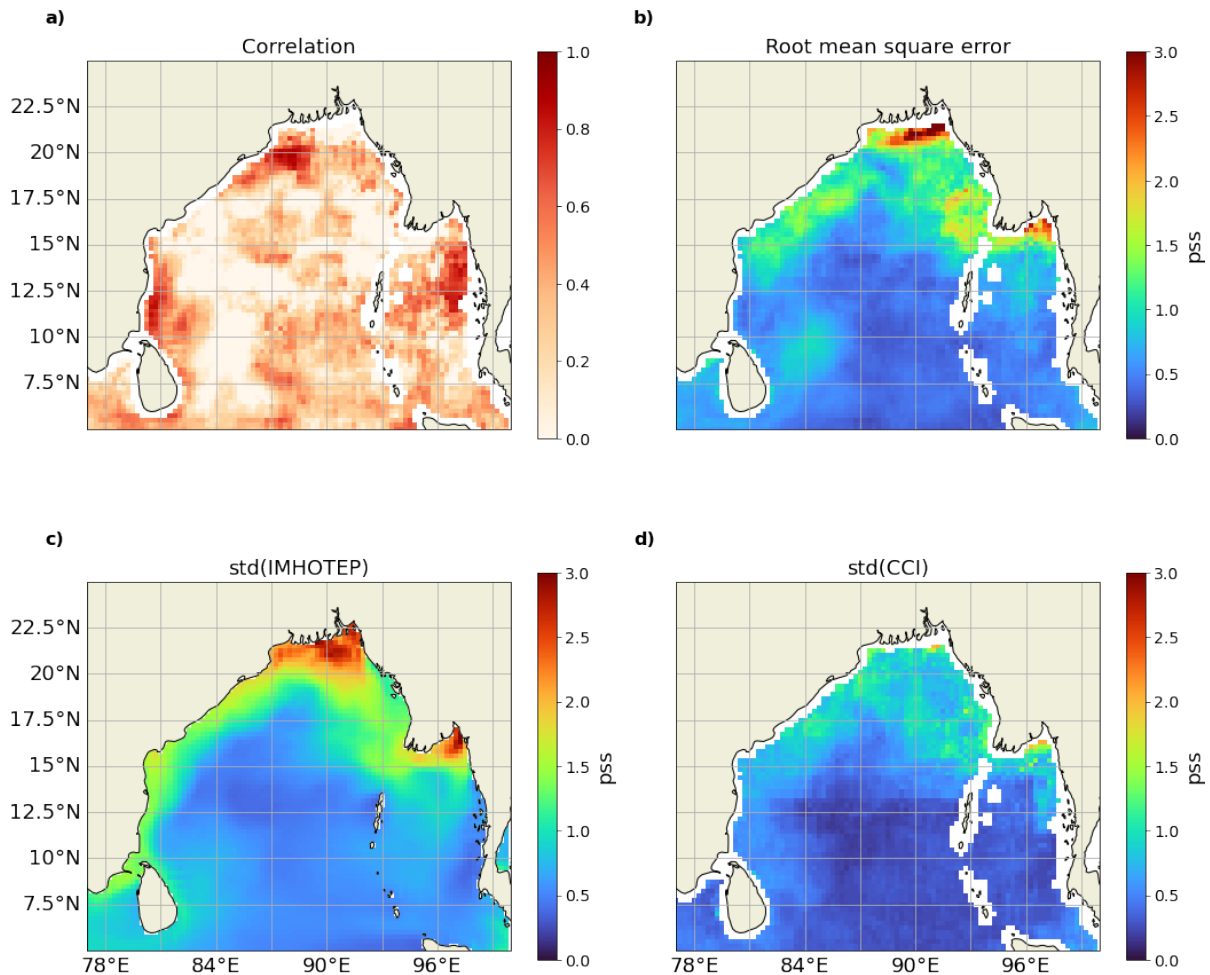 a)
Correlation
22.5°N
20°N
17.5°N
15°N
12.5°N
10°N
7.5°N
1.0
0.8
0.6
0.4
0.2
0.0
b)
Root mean square error
3.0
2.5
2.0
1.5
1.0
0.5
0.0
pss
c)
std(IMHOTEP)
22.5°N
20°N
17.5°N
15°N
12.5°N
10°N
7.5°N
78°E
84°E
90°E
96°E
3.0
2.5
2.0
1.5
1.0
0.5
0.0
pss
d)
std(CCI)
78°E
84°E
90°E
96°E
3.0
2.5
2.0
1.5
1.0
0.5
0.0
pss